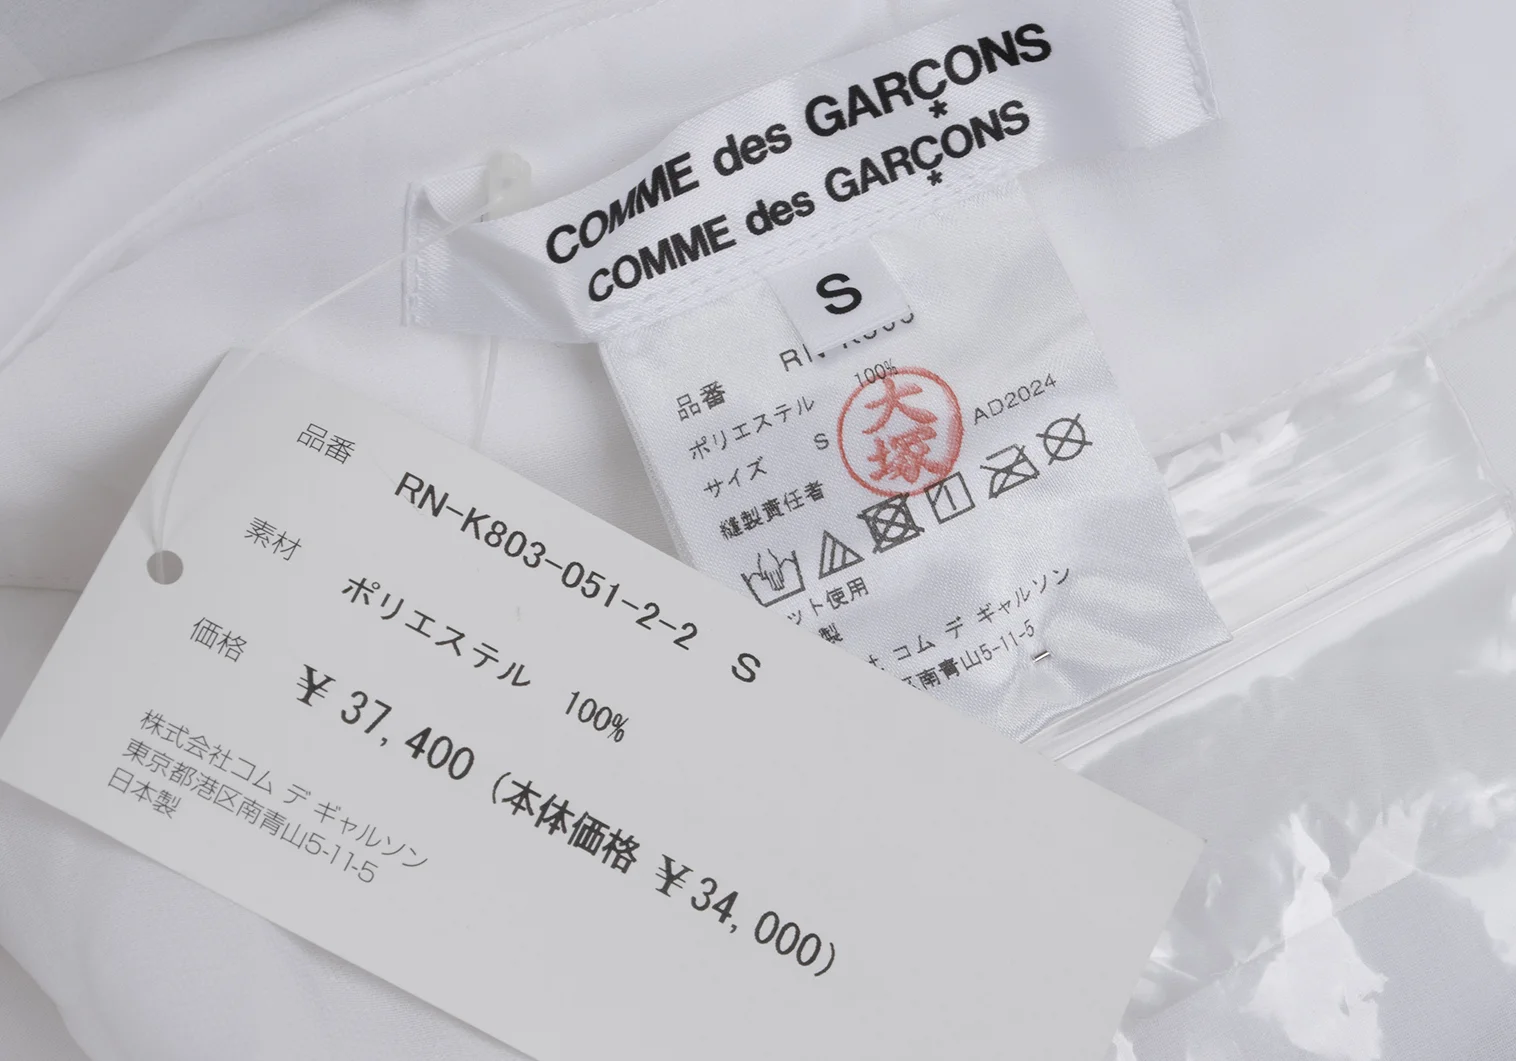 COMME des GARÇONS
*
COMME des GARÇONS
*
S
品番
ポリエステル 100%
サイズ S
縫製責任者 大塚 AD2024
ット使用
製
コム デ ギャルソン
区南青山5-11-5
品番 RN-K803-051-2-2 S
素材 ポリエステル 100%
価格 ¥37,400(本体価格 ¥34,000)
株式会社コム デ ギャルソン
東京都港区南青山5-11-5
日本製